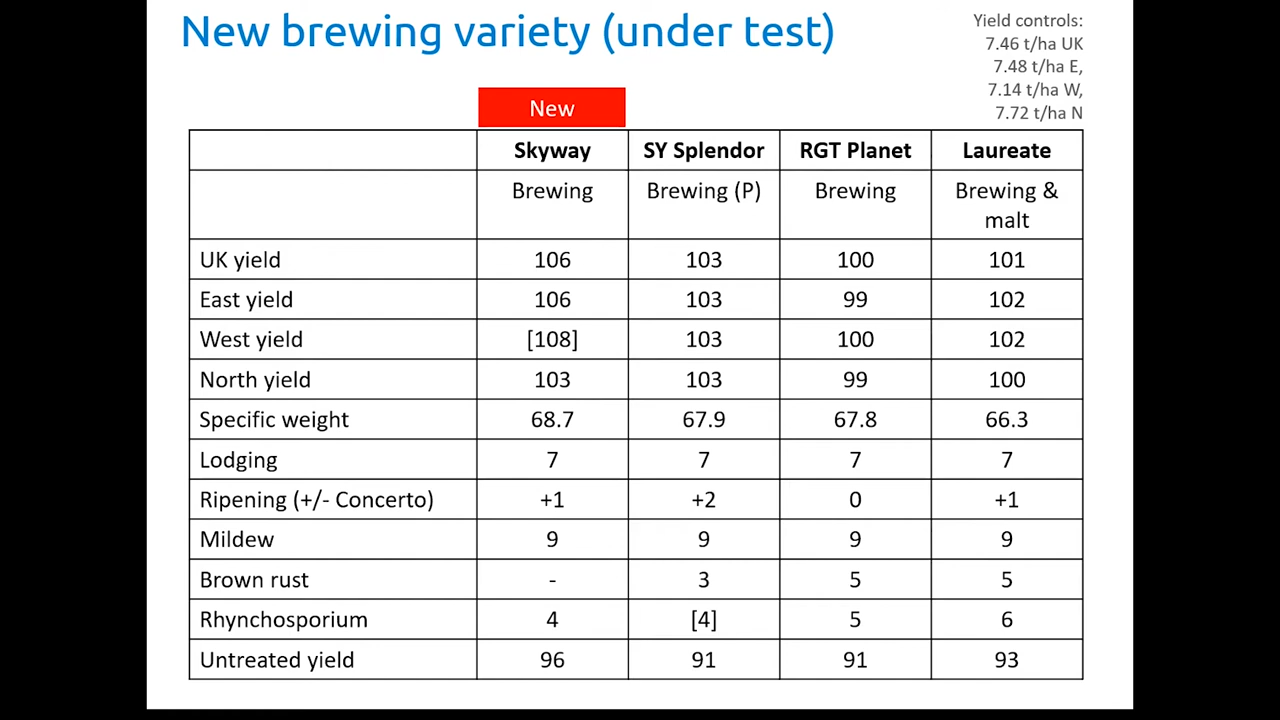 New brewing variety (under test)
Yield controls:
7.46 t/ha UK
7.48 t/ha E,
7.14 t/ha W,
7.72 t/ha N
New
Skyway SY Splendor RGT Planet Laureate
Brewing Brewing (P) Brewing Brewing &
malt
UK yield 106 103 100 101
East yield 106 103 99 102
West yield [108] 103 100 102
North yield 103 103 99 100
Specific weight 68.7 67.9 67.8 66.3
Lodging 7 7 7 7
Ripening (+/- Concerto) +1 +2 0 +1
Mildew 9 9 9 9
Brown rust - 3 5 5
Rhynchosporium 4 [4] 5 6
Untreated yield 96 91 91 93